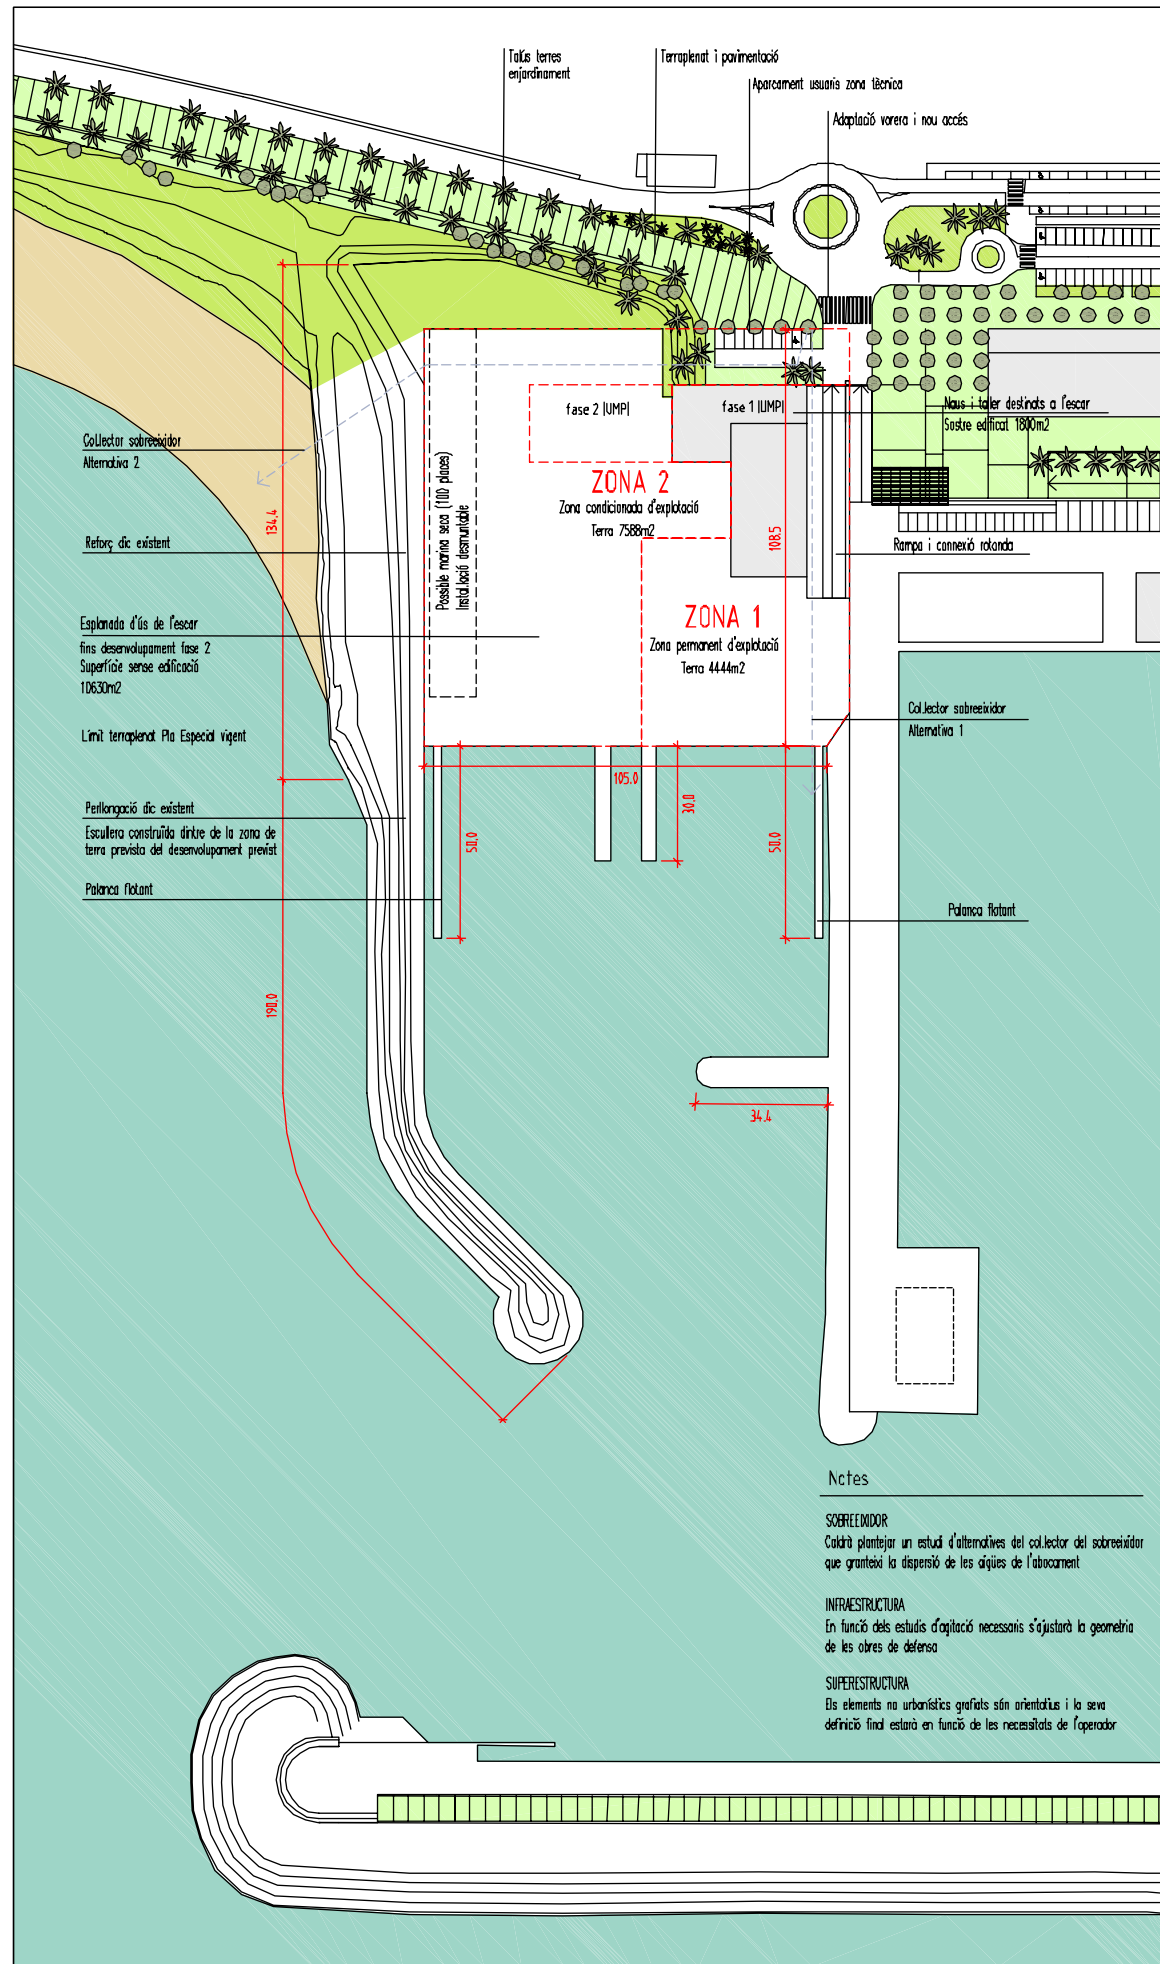 Talús terres
enjardinament
Terraplenat i pavimentació
Aparcament usuaris zona tècnica
Adaptació vorera i nou accés
fase 2 |UMP|
fase 1 |UMP|
Naus i taller destinats a l'escar
Sostre edificat 1800m2
Col.lector sobreeixidor
Alternativa 2
134.4
Possible marina seca (100 places)
Instal.lació desmuntable
ZONA 2
Zona condicionada d'explotació
Terra 7588m2
108.5
Reforç dic existent
Rampa i connexió rotonda
Esplanada d'ús de l'escar
fins desenvolupament fase 2
Superfície sense edificació
10630m2
ZONA 1
Zona permanent d'explotació
Terra 4444m2
Límit terraplenat Pla Especial vigent
Col.lector sobreeixidor
Alternativa 1
105.0
30.0
50.0
50.0
Perllongació dic existent
Escullera construïda dintre de la zona de
terra prevista del desenvolupament previst
Palanca flotant
Palanca flotant
190.0
34.4
Notes
SOBREEIXIDOR
Caldrà plantejar un estudi d'alternatives del col.lector del sobreeixidor
que granteixi la dispersió de les aigües de l'abocament
INFRAESTRUCTURA
En funció dels estudis d'agitació necessaris s'ajustarà la geometria
de les obres de defensa
SUPERESTRUCTURA
Els elements no urbanístics grafiats són orientatius i la seva
definició final estarà en funció de les necessitats de l'operador